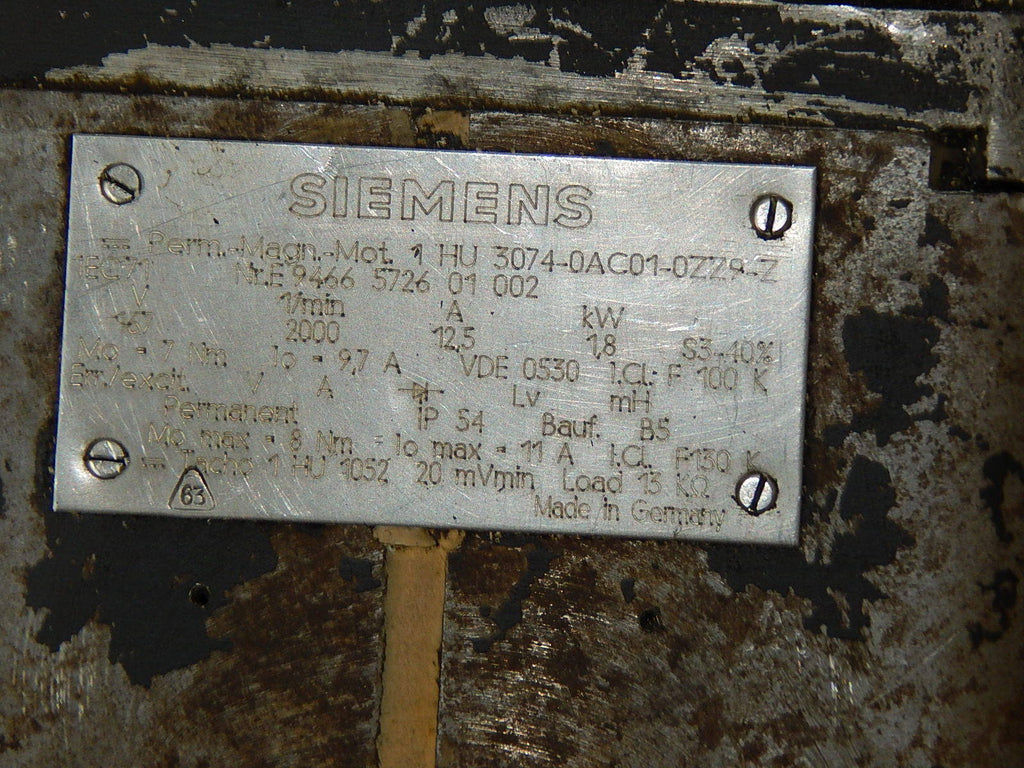 SIEMENS
⎓ Perm.-Magn.-Mot. 1 HU 3074-0AC01-0ZZ9-Z
Nr.E 9466 5726 01 002
V 1/min A kW
2000 12,5 1,8 S3-40%
Mo = 7 Nm Io = 9,7 A VDE 0530 I.Cl. F 100 K
Err./excit. V A Lv mH
Permanent IP 54 Bauf. B5
Mo max = 8 Nm = Io max = 11 A I.Cl. F130 K
⎓ Tacho 1 HU 1052 20 mVmin Load 13 KΩ
63
Made in Germany